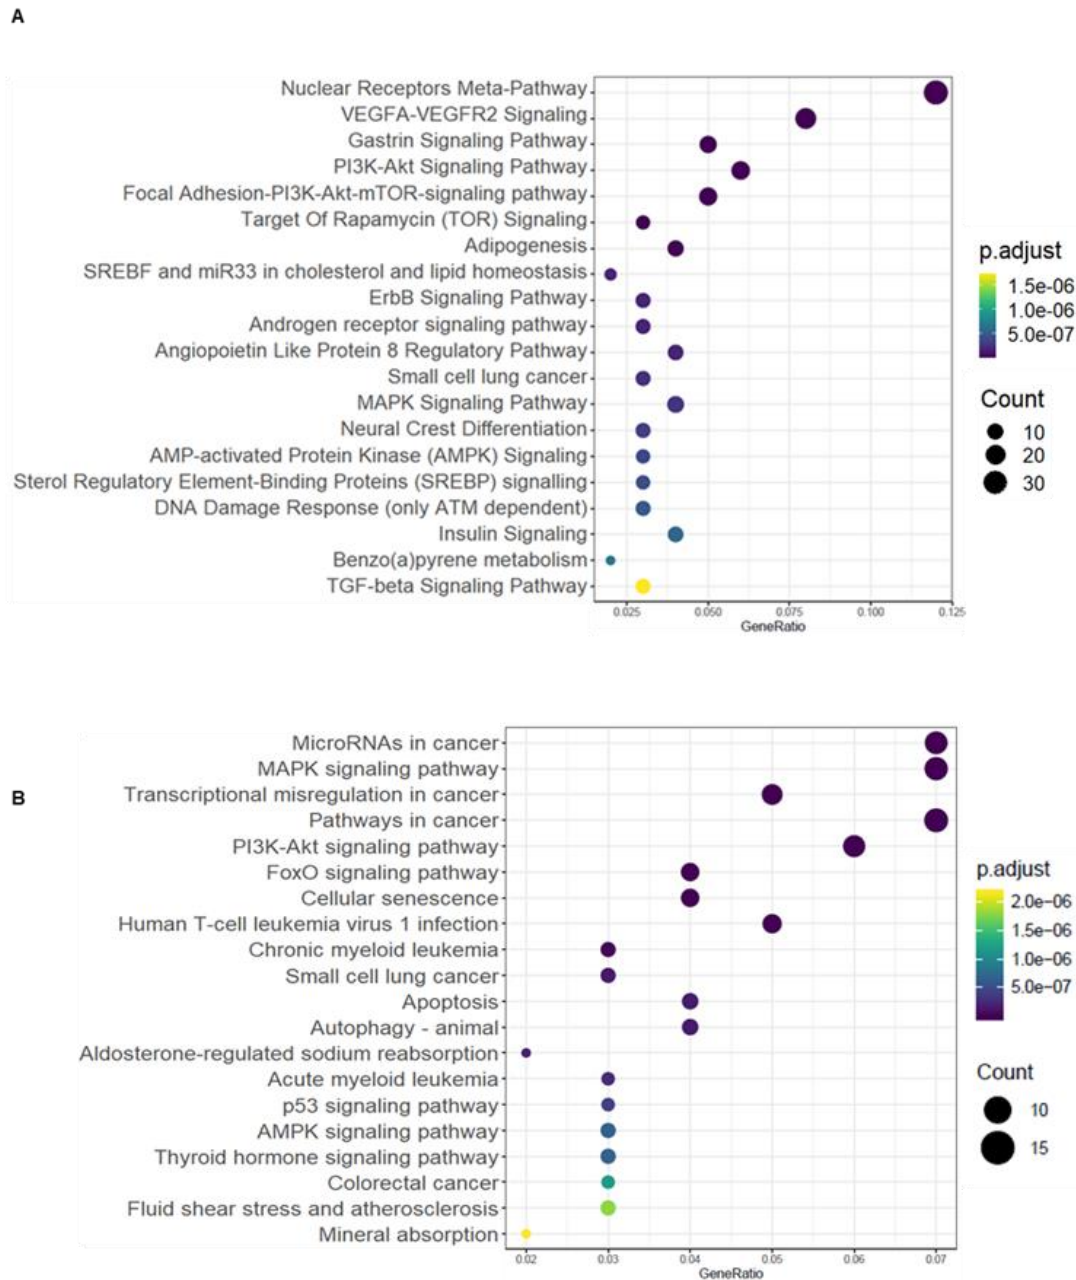 A
Nuclear Receptors Meta-Pathway
VEGFA-VEGFR2 Signaling
Gastrin Signaling Pathway
PI3K-Akt Signaling Pathway
Focal Adhesion-PI3K-Akt-mTOR-signaling pathway
Target Of Rapamycin (TOR) Signaling
Adipogenesis
SREBF and miR33 in cholesterol and lipid homeostasis
ErbB Signaling Pathway
Androgen receptor signaling pathway
Angiopoietin Like Protein 8 Regulatory Pathway
Small cell lung cancer
MAPK Signaling Pathway
Neural Crest Differentiation
AMP-activated Protein Kinase (AMPK) Signaling
Sterol Regulatory Element-Binding Proteins (SREBP) signalling
DNA Damage Response (only ATM dependent)
Insulin Signaling
Benzo(a)pyrene metabolism
TGF-beta Signaling Pathway
0.025 0.050 0.075 0.100 0.125
GeneRatio
p.adjust
1.5e-06
1.0e-06
5.0e-07
Count
10
20
30
B
MicroRNAs in cancer
MAPK signaling pathway
Transcriptional misregulation in cancer
Pathways in cancer
PI3K-Akt signaling pathway
FoxO signaling pathway
Cellular senescence
Human T-cell leukemia virus 1 infection
Chronic myeloid leukemia
Small cell lung cancer
Apoptosis
Autophagy - animal
Aldosterone-regulated sodium reabsorption
Acute myeloid leukemia
p53 signaling pathway
AMPK signaling pathway
Thyroid hormone signaling pathway
Colorectal cancer
Fluid shear stress and atherosclerosis
Mineral absorption
0.02 0.03 0.04 0.05 0.06 0.07
GeneRatio
p.adjust
2.0e-06
1.5e-06
1.0e-06
5.0e-07
Count
10
15